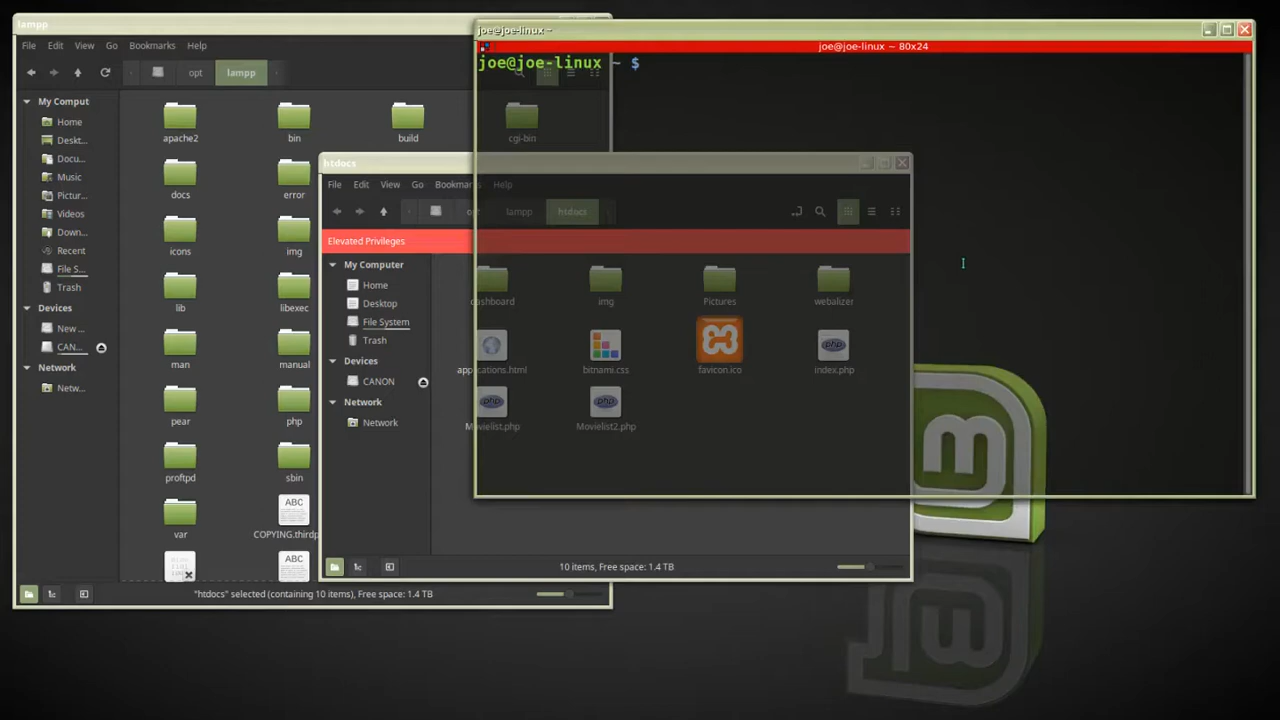 lampp
File Edit View Go Bookmarks Help
opt lampp
My Comput
Home
Deskt...
Docu...
Music
Pictur...
Videos
Down...
Recent
File S...
Trash
Devices
New ...
CAN...
Network
Netw...
apache2 bin build cgi-bin
docs error
icons img
lib libexec
man manual
pear php
proftpd sbin
var COPYING.thirdp
ABC
ABC
"htdocs" selected (containing 10 items), Free space: 1.4 TB
htdocs
File Edit View Go Bookmarks Help
opt lampp htdocs
Elevated Privileges
My Computer
Home
Desktop
File System
Trash
Devices
CANON
Network
Network
dashboard img Pictures webalizer
applications.html bitnami.css favicon.ico index.php
Movielist.php Movielist2.php
php
php
php
10 items, Free space: 1.4 TB
joe@joe-linux ~
joe@joe-linux ~ 80x24
joe@joe-linux ~ $